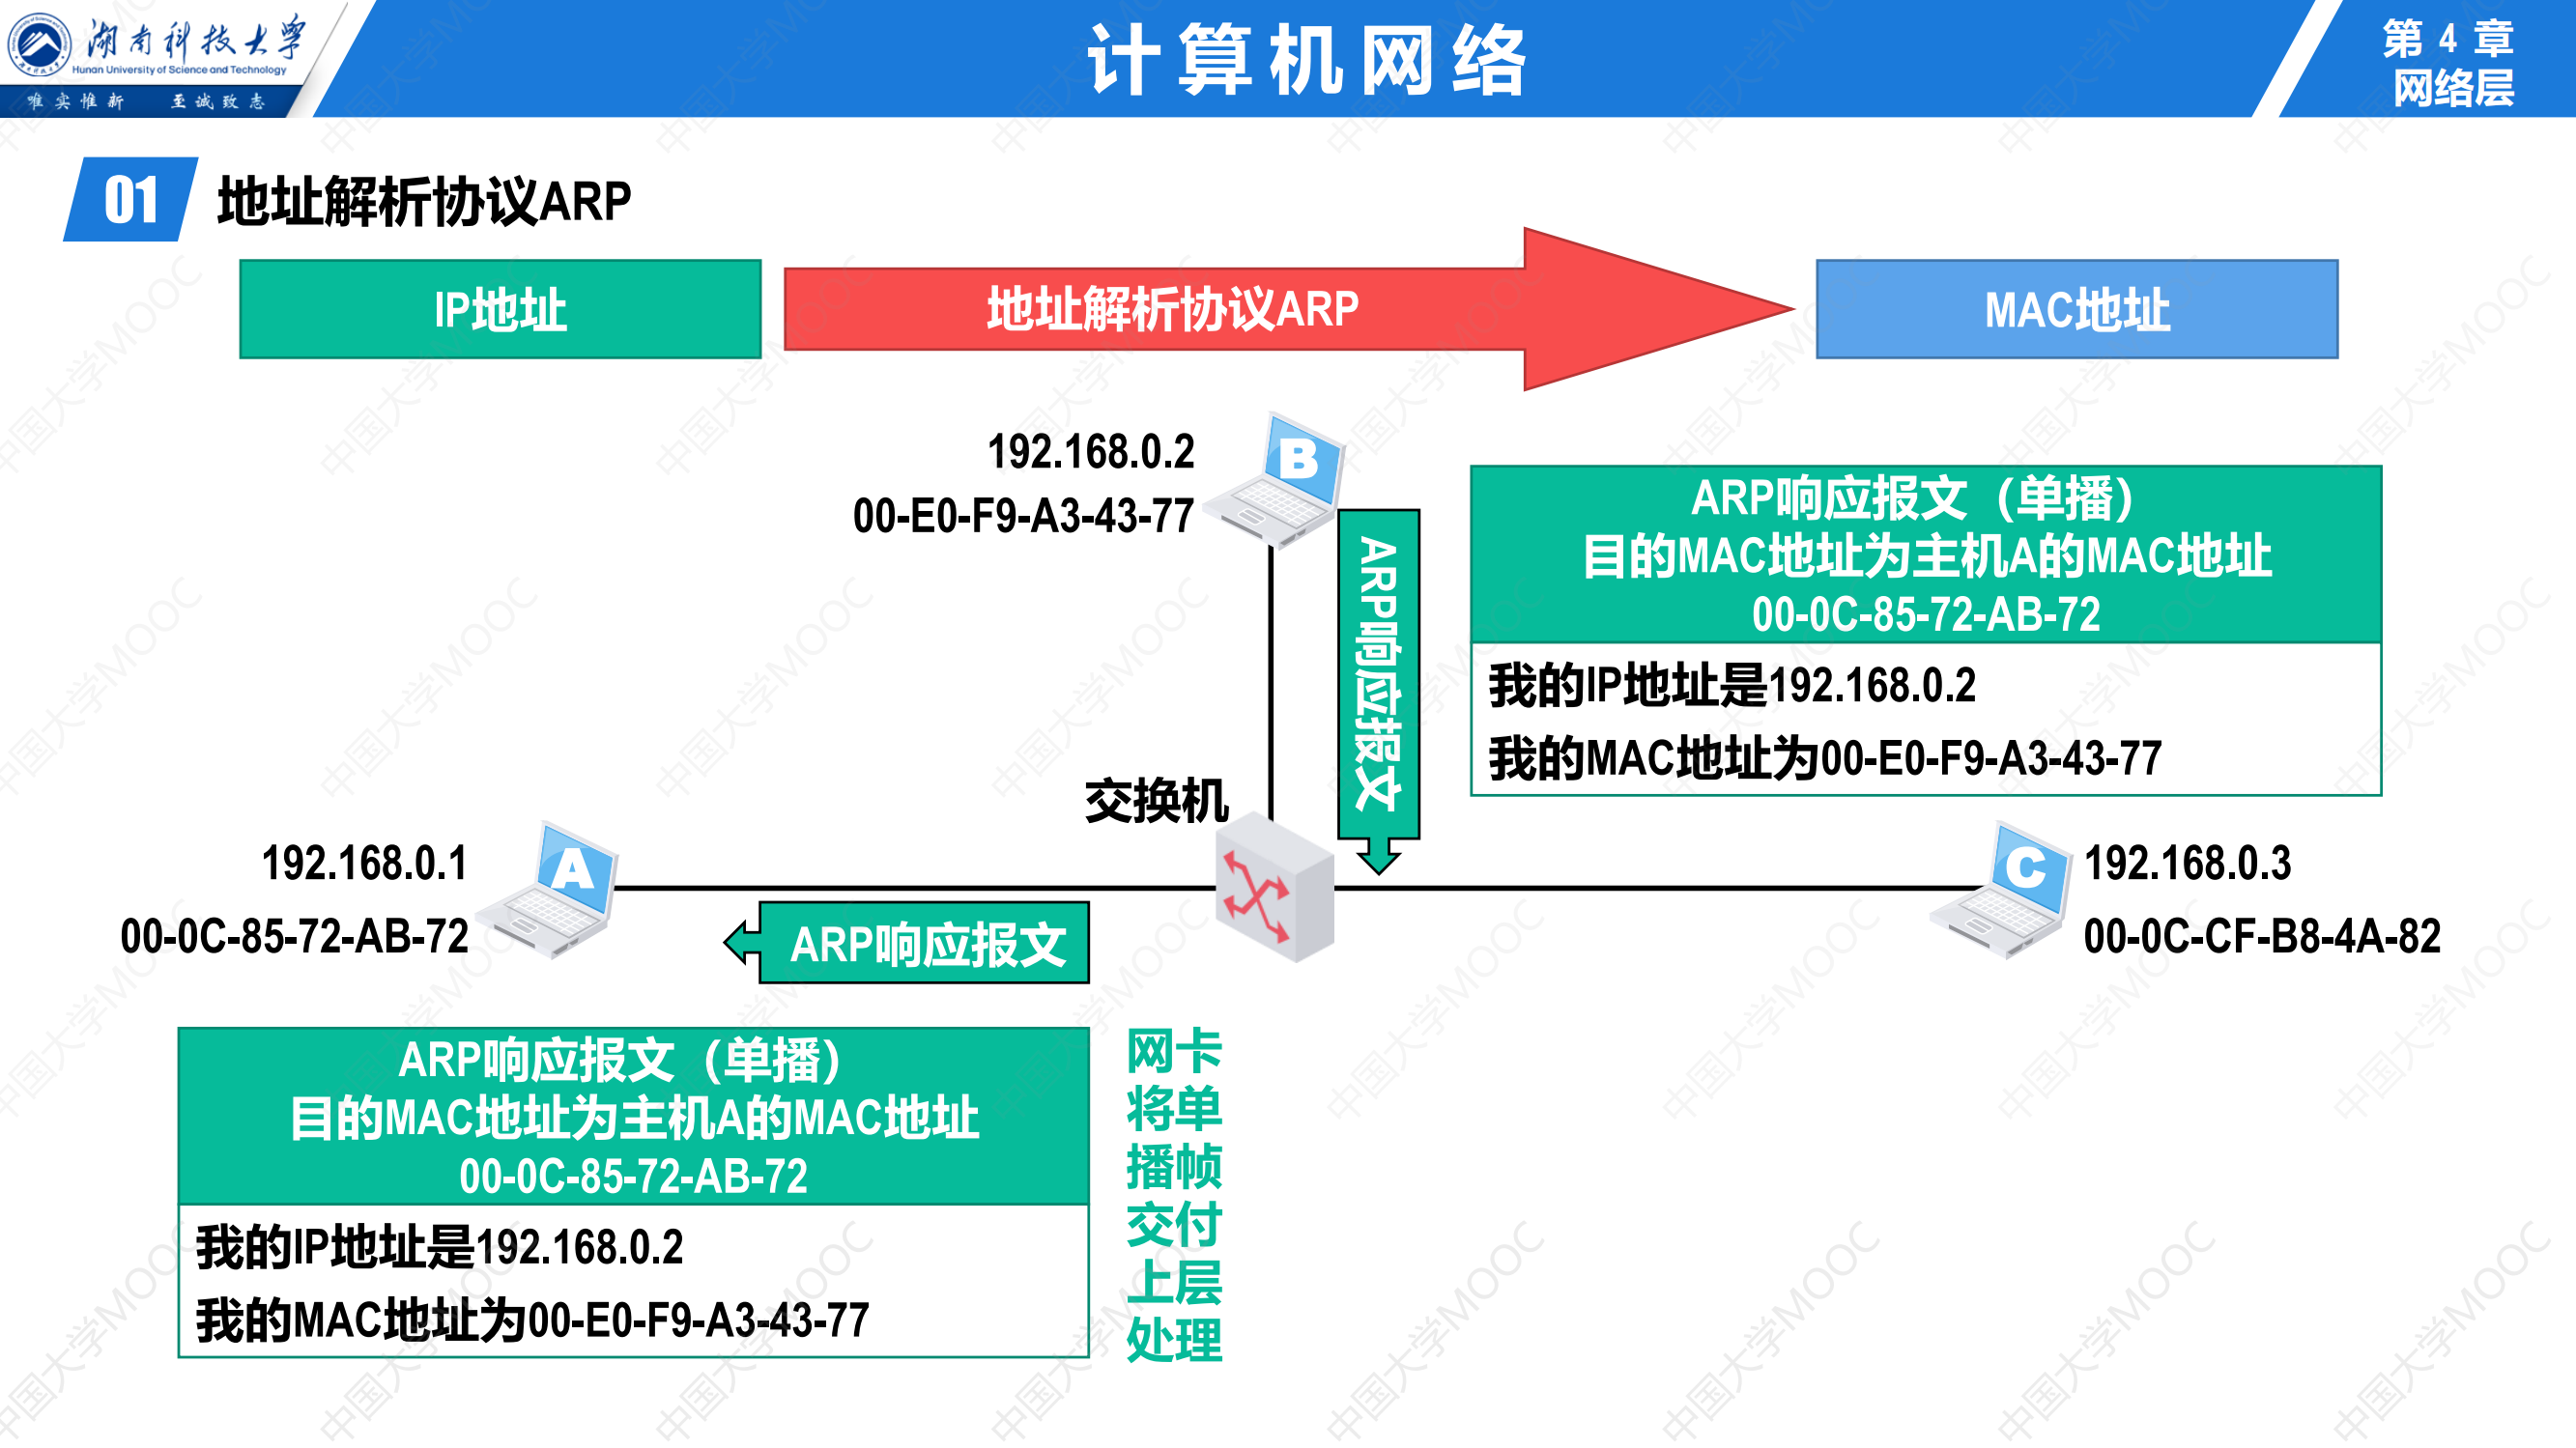 湖南科技大学
Hunan University of Science and Technology
唯实惟新 至诚致志
计算机网络
第 4 章
网络层
01 地址解析协议ARP
IP地址
地址解析协议ARP
MAC地址
192.168.0.2
00-E0-F9-A3-43-77
B
ARP响应报文
ARP响应报文（单播）
目的MAC地址为主机A的MAC地址
00-0C-85-72-AB-72
我的IP地址是192.168.0.2
我的MAC地址为00-E0-F9-A3-43-77
交换机
192.168.0.1
00-0C-85-72-AB-72
A
ARP响应报文
C
192.168.0.3
00-0C-CF-B8-4A-82
ARP响应报文（单播）
目的MAC地址为主机A的MAC地址
00-0C-85-72-AB-72
我的IP地址是192.168.0.2
我的MAC地址为00-E0-F9-A3-43-77
网卡
将单
播帧
交付
上层
处理
中国大学MOOC